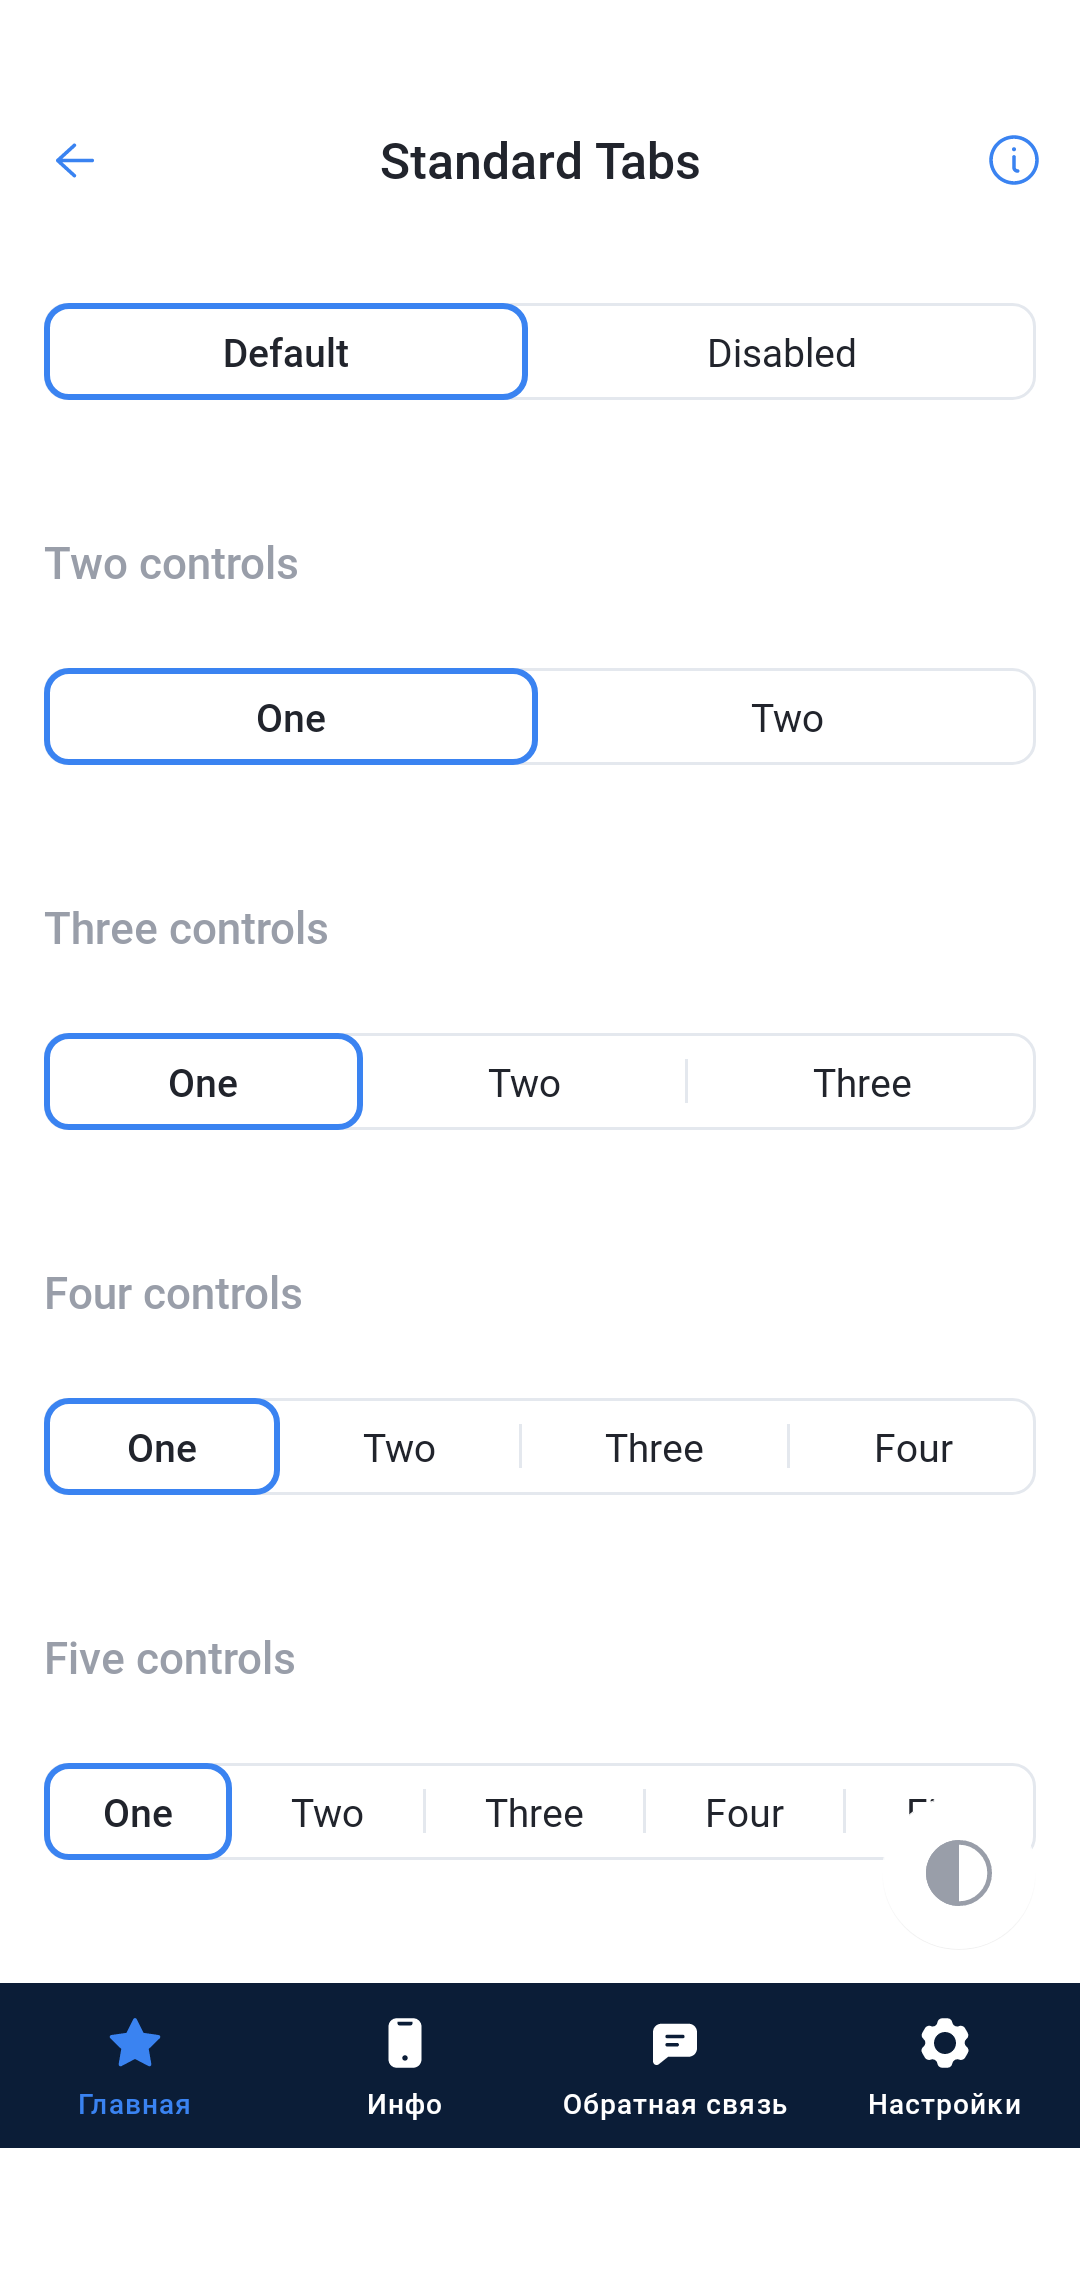 Standard Tabs
Default Disabled
Two controls
One Two
Three controls
One Two Three
Four controls
One Two Three Four
Five controls
One Two Three Four
Главная Инфо Обратная связь Настройки